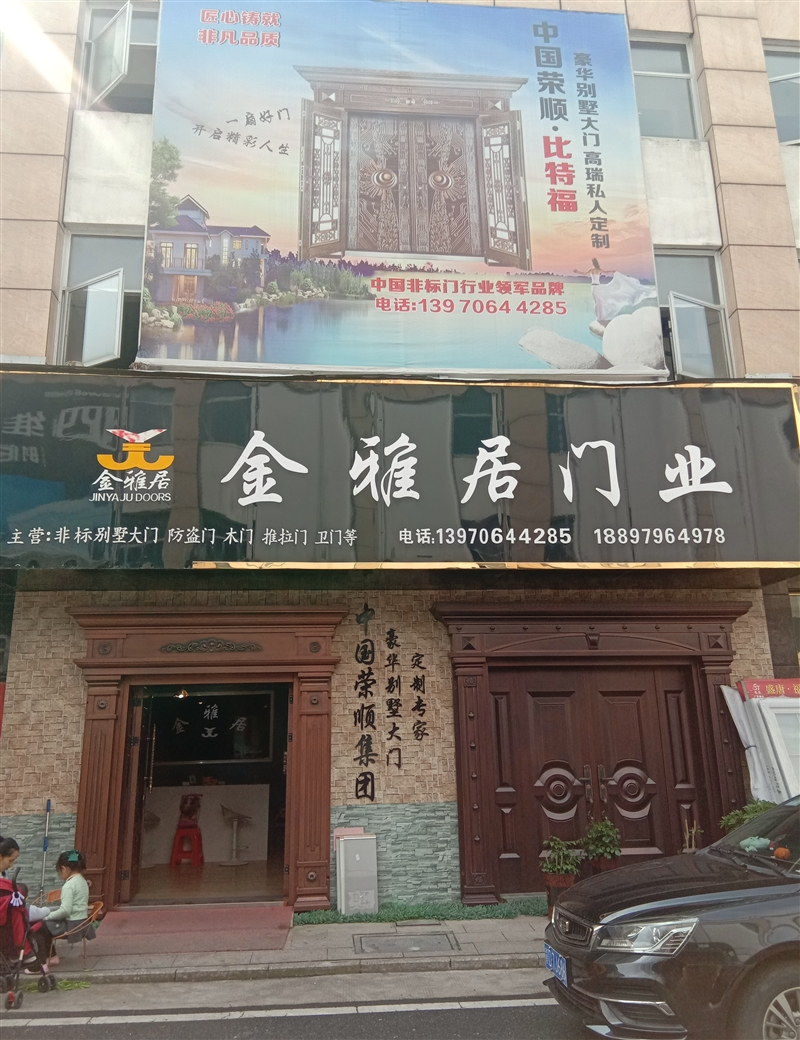 匠心铸就
非凡品质
一扇好门
开启精彩人生
中国荣顺·比特福
豪华别墅大门 高瑞私人定制
中国非标门行业领军品牌
电话:13970644285
金雅居
JINYAJU DOORS
金雅居门业
主营:非标别墅大门 防盗门 木门 推拉门 卫门等
电话.13970644285 18897964978
中国荣顺集团
豪华别墅大门
定制专家
金雅居
盛唐·福